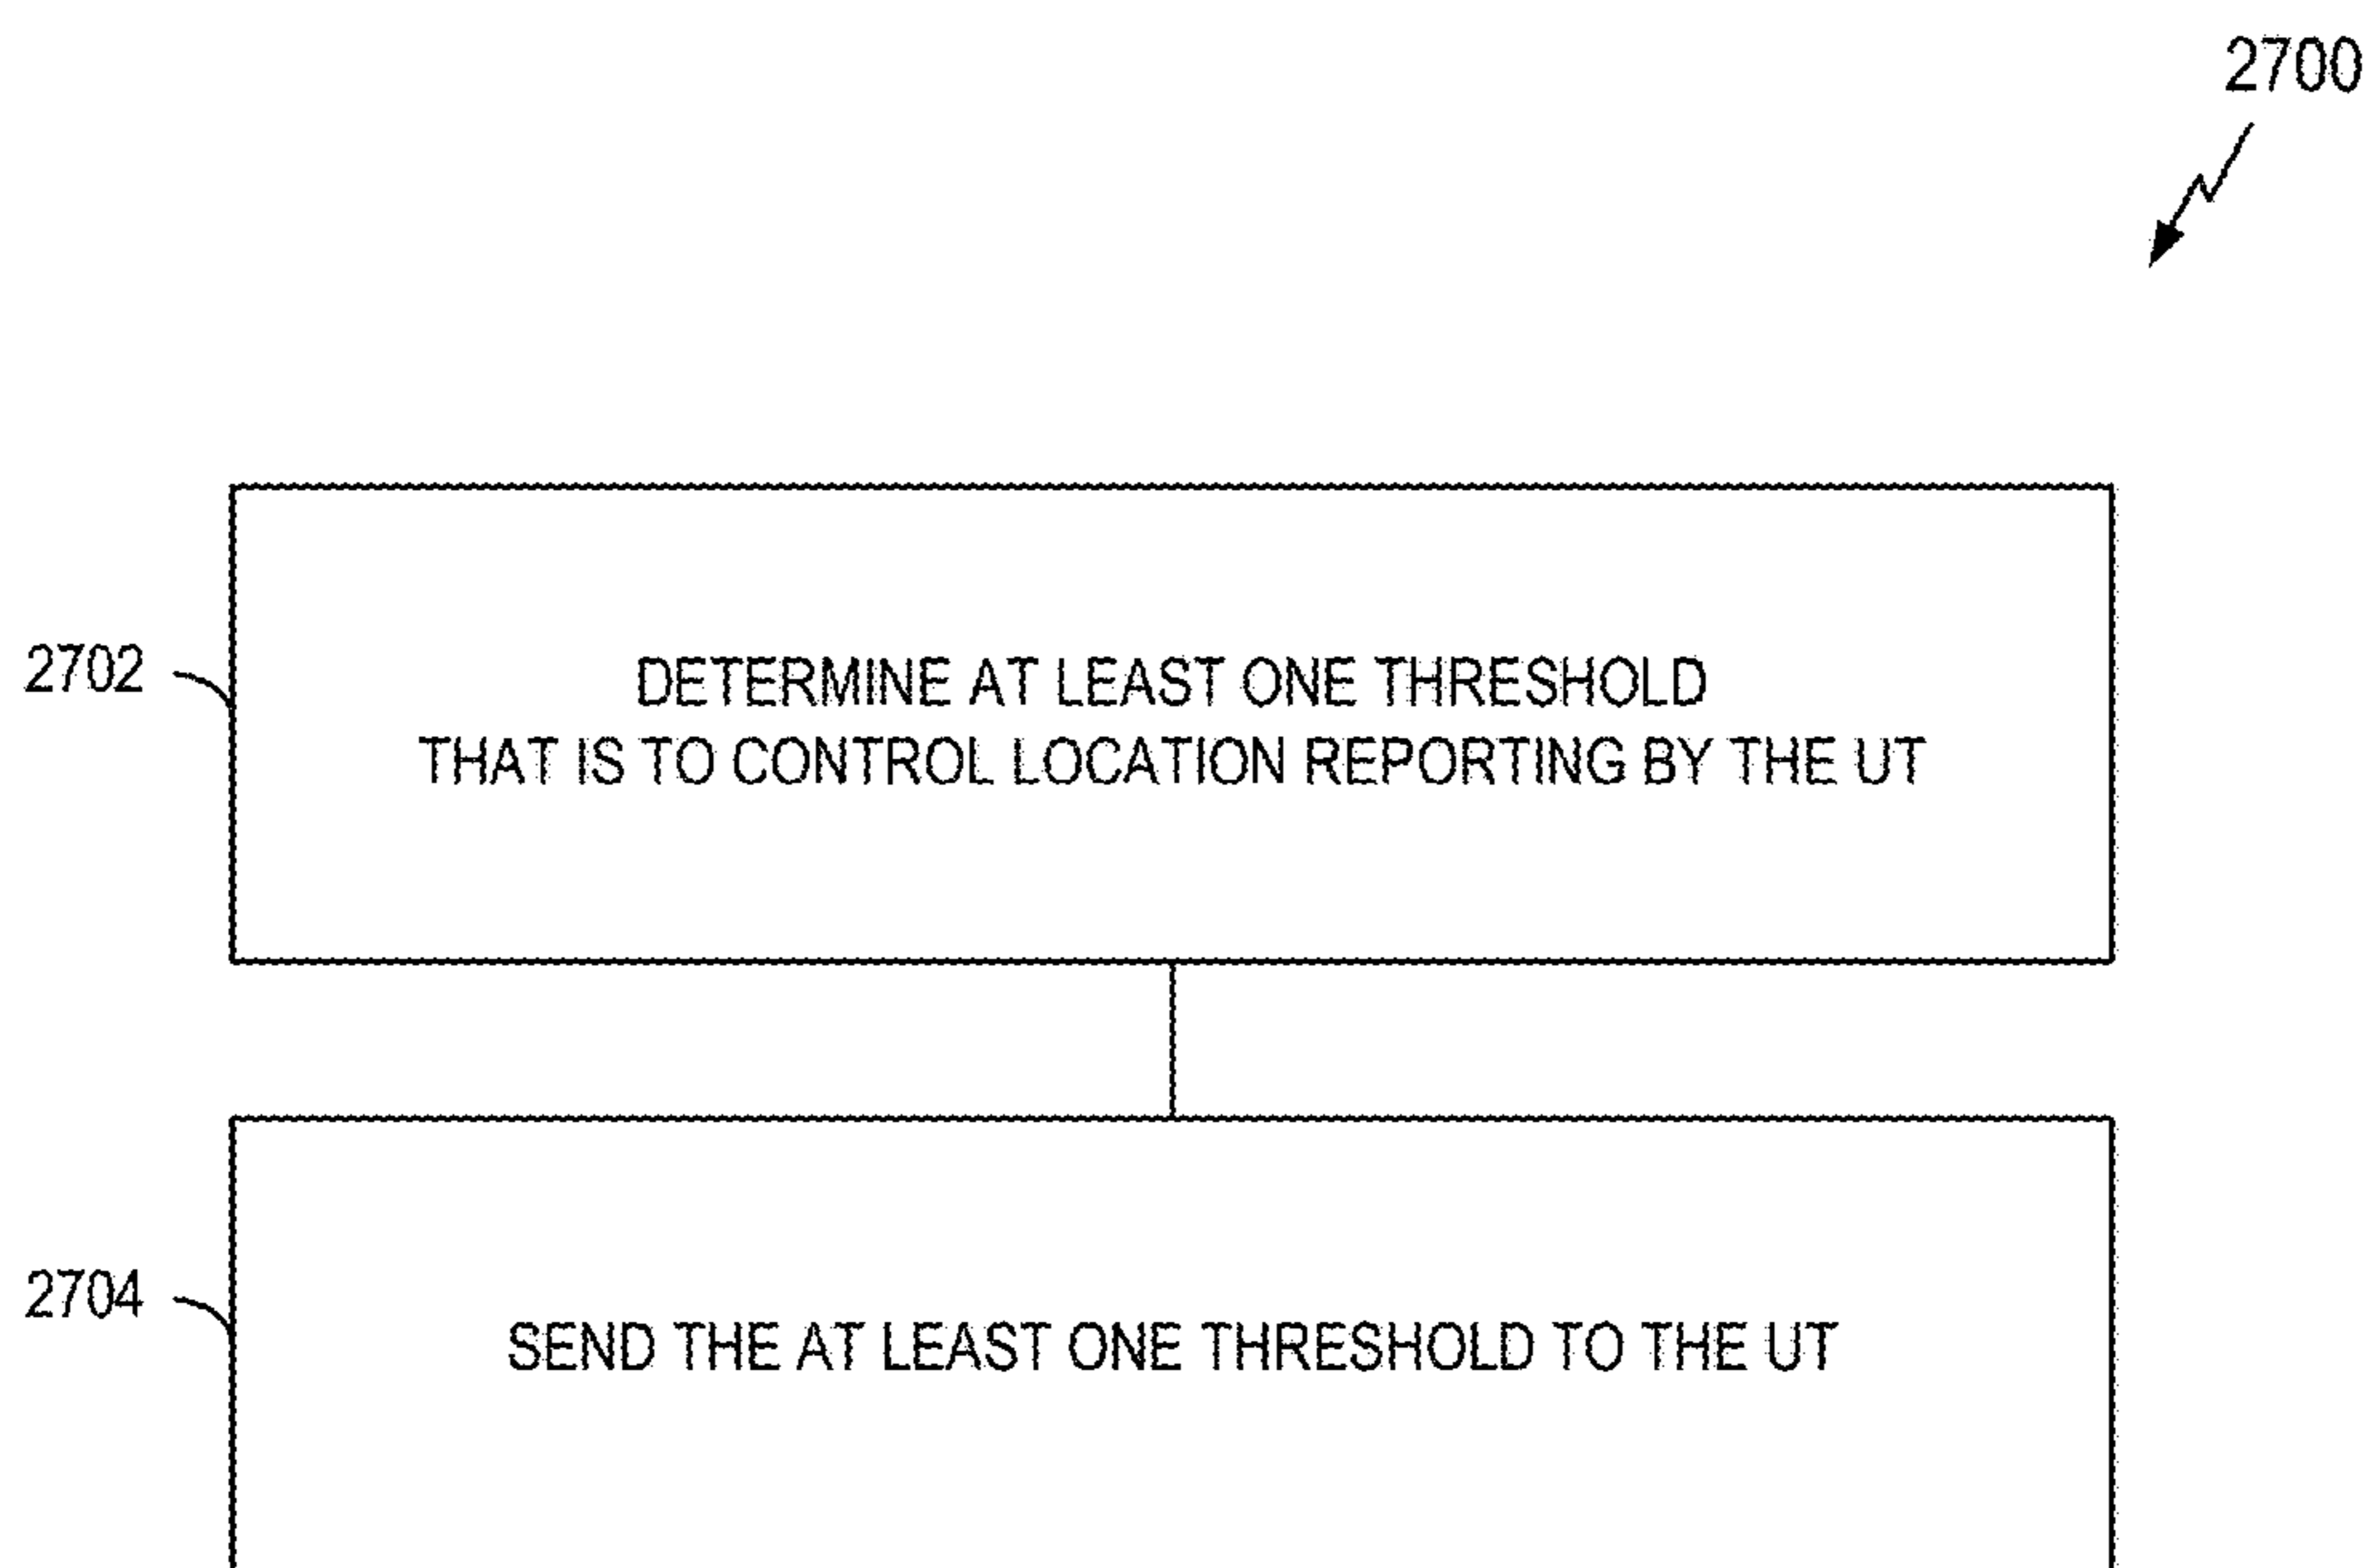 2700
2702
DETERMINE AT LEAST ONE THRESHOLD
THAT IS TO CONTROL LOCATION REPORTING BY THE UT
2704
SEND THE AT LEAST ONE THRESHOLD TO THE UT